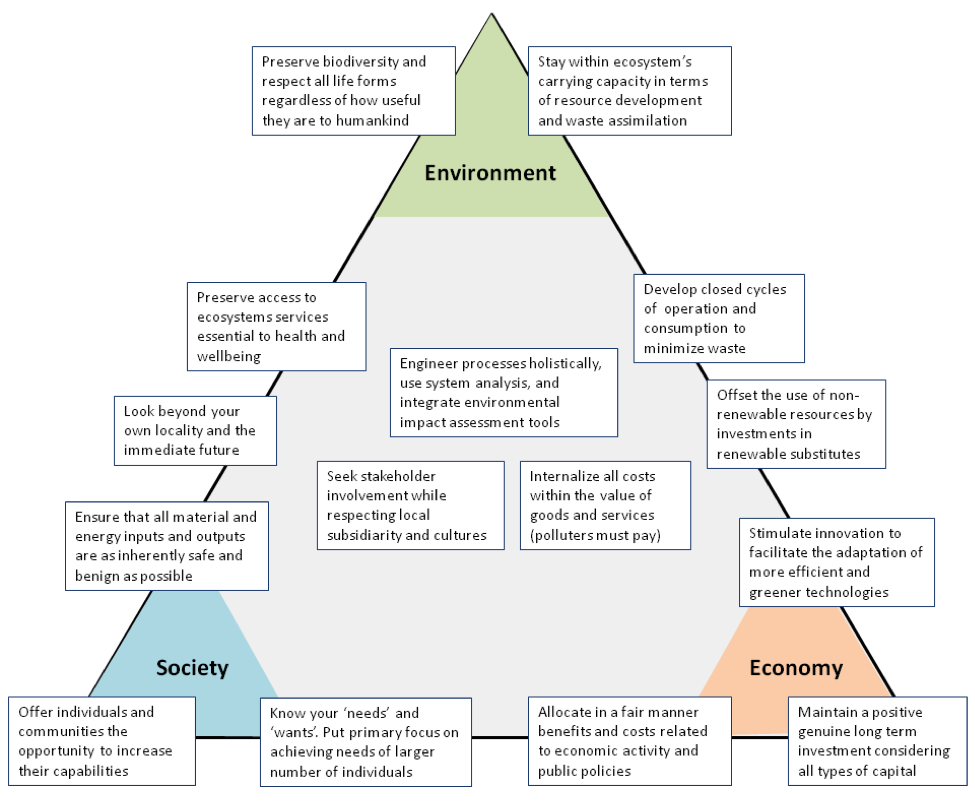 Preserve biodiversity and
respect all life forms
regardless of how useful
they are to humankind
Stay within ecosystem's
carrying capacity in terms
of resource development
and waste assimilation
Environment
Preserve access to
ecosystems services
essential to health and
wellbeing
Develop closed cycles
of operation and
consumption to
minimize waste
Engineer processes holistically,
use system analysis, and
integrate environmental
impact assessment tools
Look beyond your
own locality and the
immediate future
Offset the use of non-
renewable resources by
investments in
renewable substitutes
Seek stakeholder
involvement while
respecting local
subsidiarity and cultures
Internalize all costs
within the value of
goods and services
(polluters must pay)
Ensure that all material and
energy inputs and outputs
are as inherently safe and
benign as possible
Stimulate innovation to
facilitate the adaptation of
more efficient and
greener technologies
Society
Economy
Offer individuals and
communities the
opportunity to increase
their capabilities
Know your 'needs' and
'wants'. Put primary focus on
achieving needs of larger
number of individuals
Allocate in a fair manner
benefits and costs related
to economic activity and
public policies
Maintain a positive
genuine long term
investment considering
all types of capital